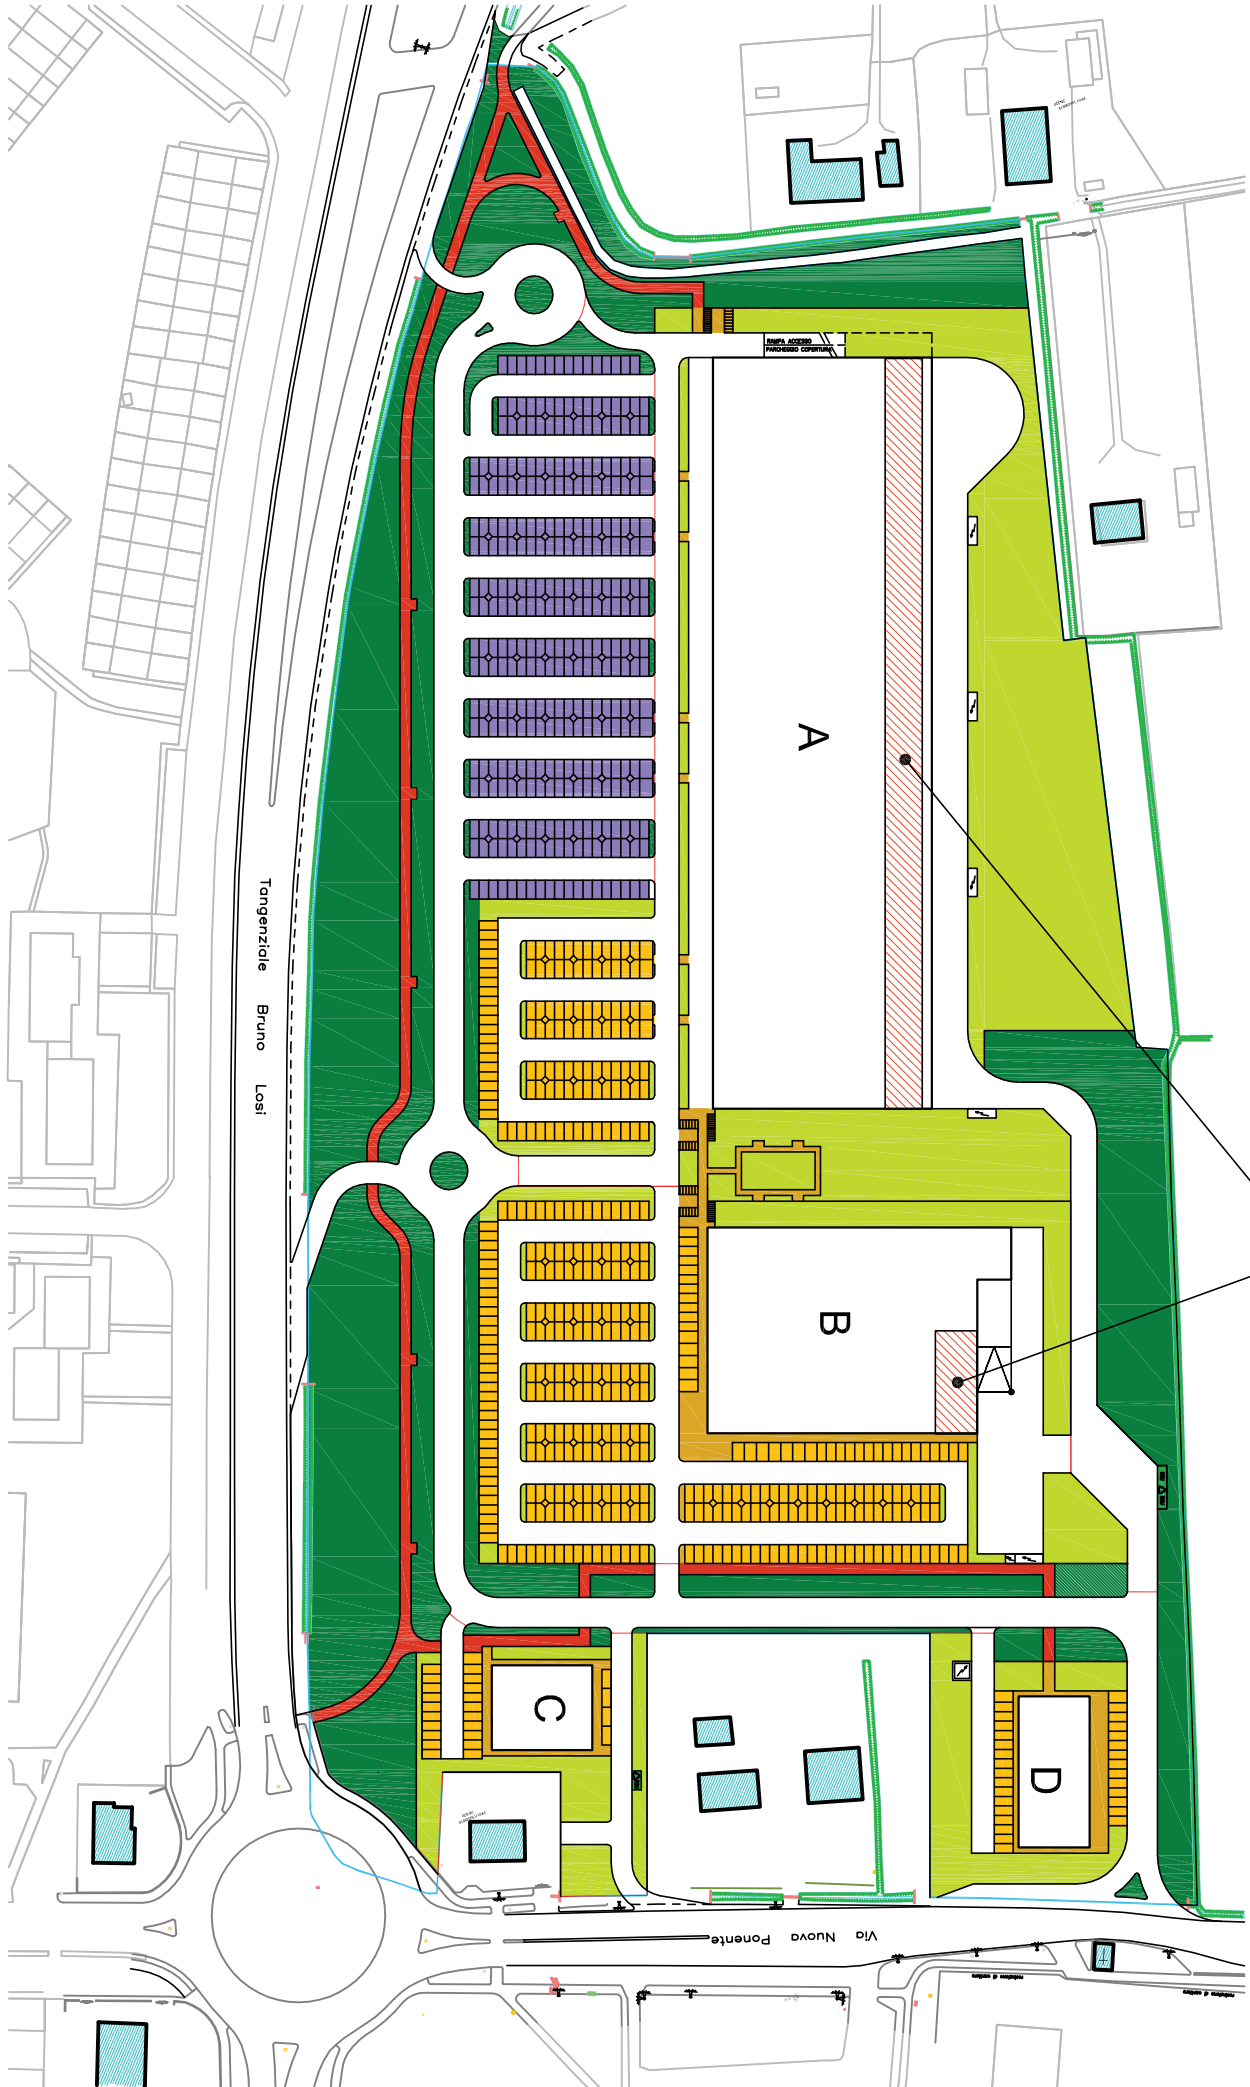 RAMPA ACCESSO
PARCHEGGIO COPERTURA
A
Tangenziale Bruno Losi
B
C
D
Via Nuova Ponente